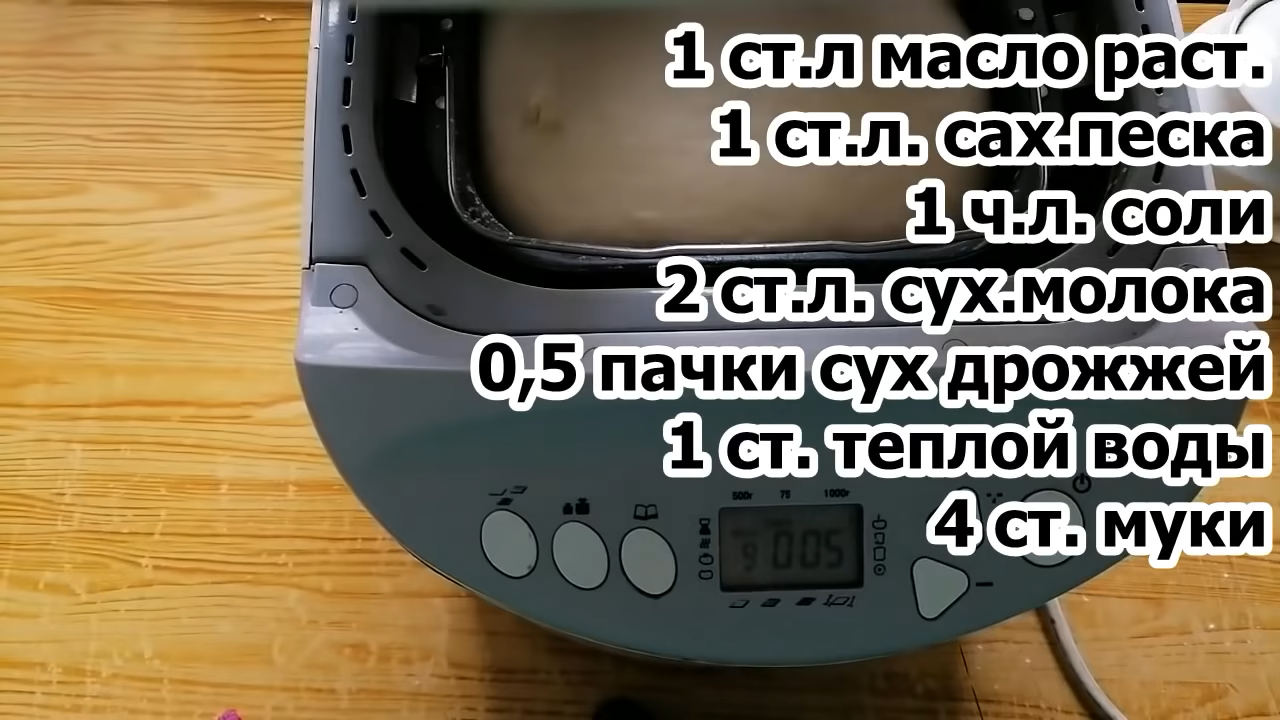 1 ст.л масло раст.
1 ст.л. сах.песка
1 ч.л. соли
2 ст.л. сух.молока
0,5 пачки сух дрожжей
1 ст. теплой воды
4 ст. муки
500г 75 1000г
9 0:05